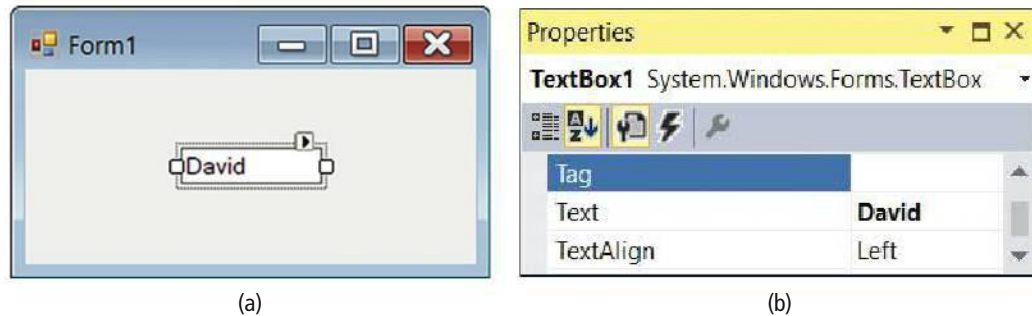 Form1
David
(a)
Properties
TextBox1 System.Windows.Forms.TextBox
A
Z
Tag
Text David
TextAlign Left
(b)